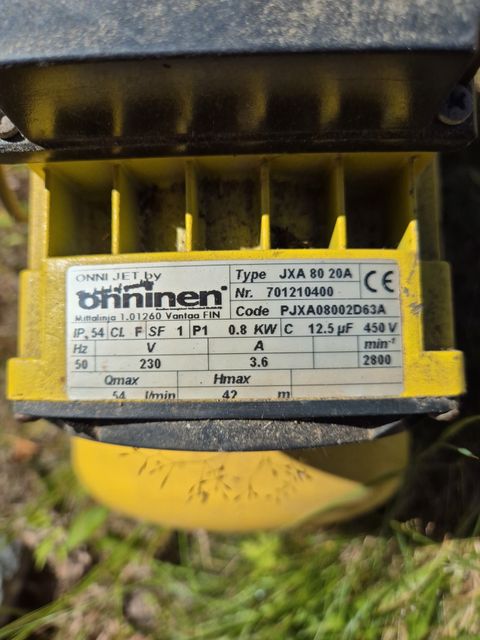 ONNI JET by
onninen
Mittalinja 1.01260 Vantaa FIN
Type JXA 80 20A
Nr. 701210400
Code PJXA08002D63A
CE
IP. 54 CL F SF 1 P1 0.8 KW C 12.5 µF 450 V
Hz V A min⁻¹
50 230 3.6 2800
Qmax Hmax
54 l/min 42 m